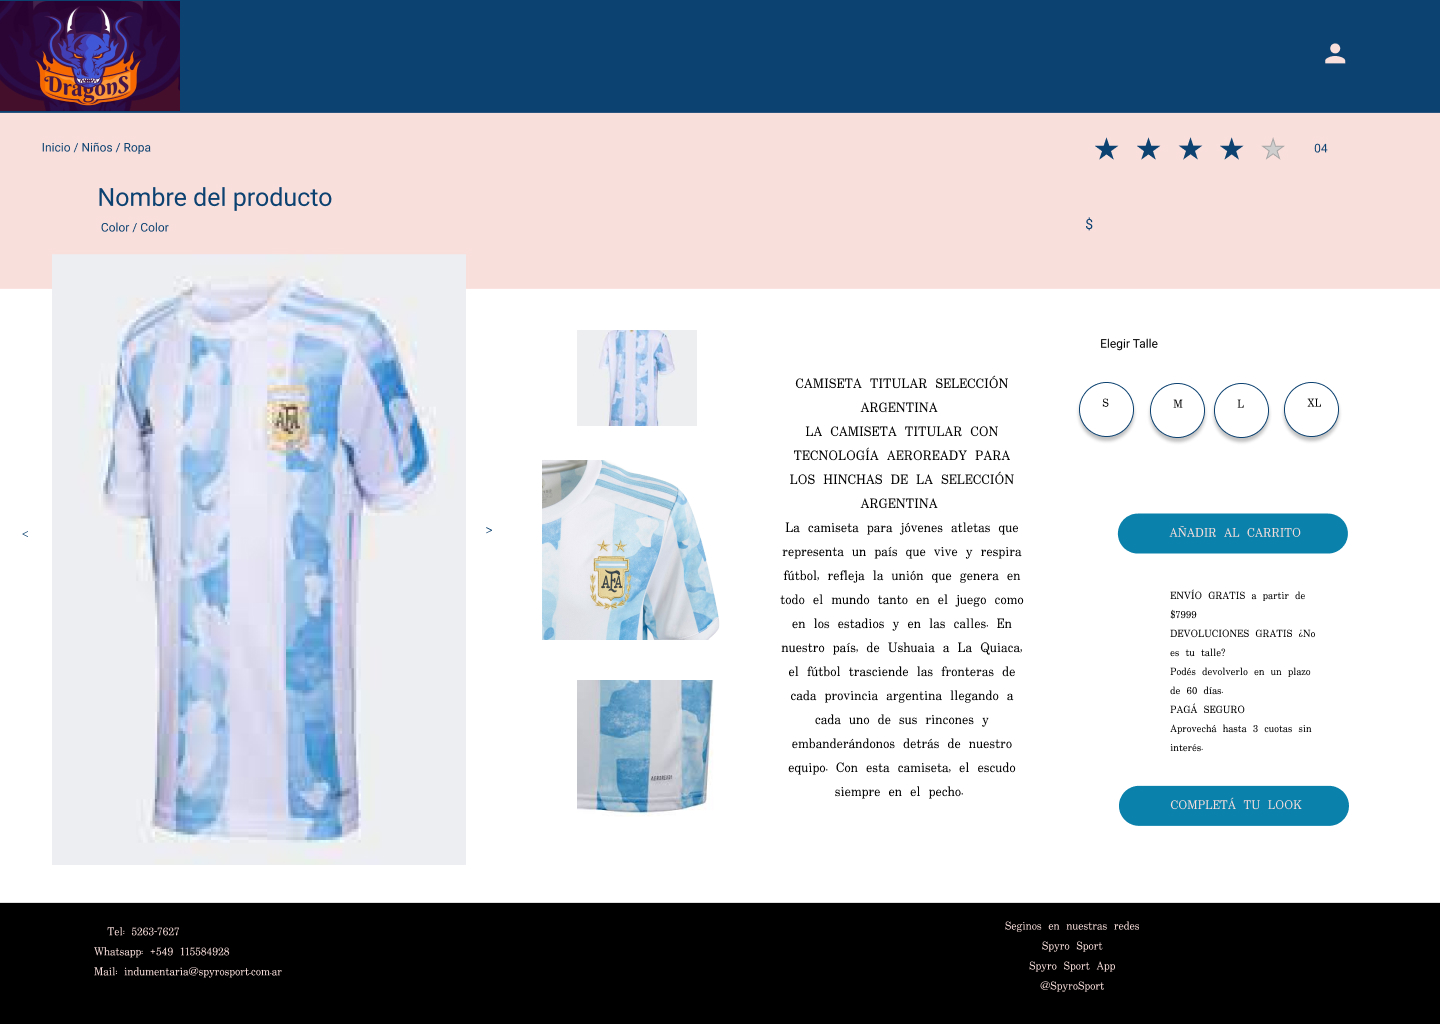 DragonS
Inicio / Niños / Ropa
04
Nombre del producto
Color / Color
$
AFA
<
>
AFA
AEROREADY
CAMISETA TITULAR SELECCIÓN
ARGENTINA
LA CAMISETA TITULAR CON
TECNOLOGÍA AEROREADY PARA
LOS HINCHAS DE LA SELECCIÓN
ARGENTINA
La camiseta para jóvenes atletas que
representa un país que vive y respira
fútbol, refleja la unión que genera en
todo el mundo tanto en el juego como
en los estadios y en las calles. En
nuestro país, de Ushuaia a La Quiaca,
el fútbol trasciende las fronteras de
cada provincia argentina llegando a
cada uno de sus rincones y
embanderándonos detrás de nuestro
equipo. Con esta camiseta, el escudo
siempre en el pecho.
Elegir Talle
S M L XL
AÑADIR AL CARRITO
ENVÍO GRATIS a partir de
$7999
DEVOLUCIONES GRATIS ¿No
es tu talle?
Podés devolverlo en un plazo
de 60 días.
PAGÁ SEGURO
Aprovechá hasta 3 cuotas sin
interés.
COMPLETÁ TU LOOK
Tel: 5263-7627
Whatsapp: +549 115584928
Mail: indumentaria@spyrosport.com.ar
Seginos en nuestras redes
Spyro Sport
Spyro Sport App
@SpyroSport